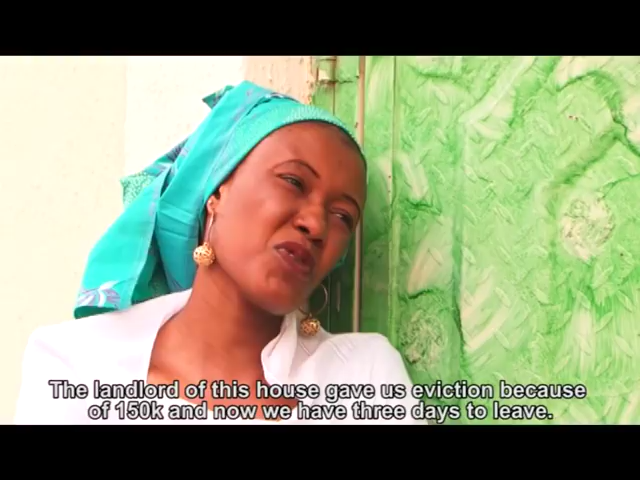 The landlord of this house gave us eviction because
of 150k and now we have three days to leave.